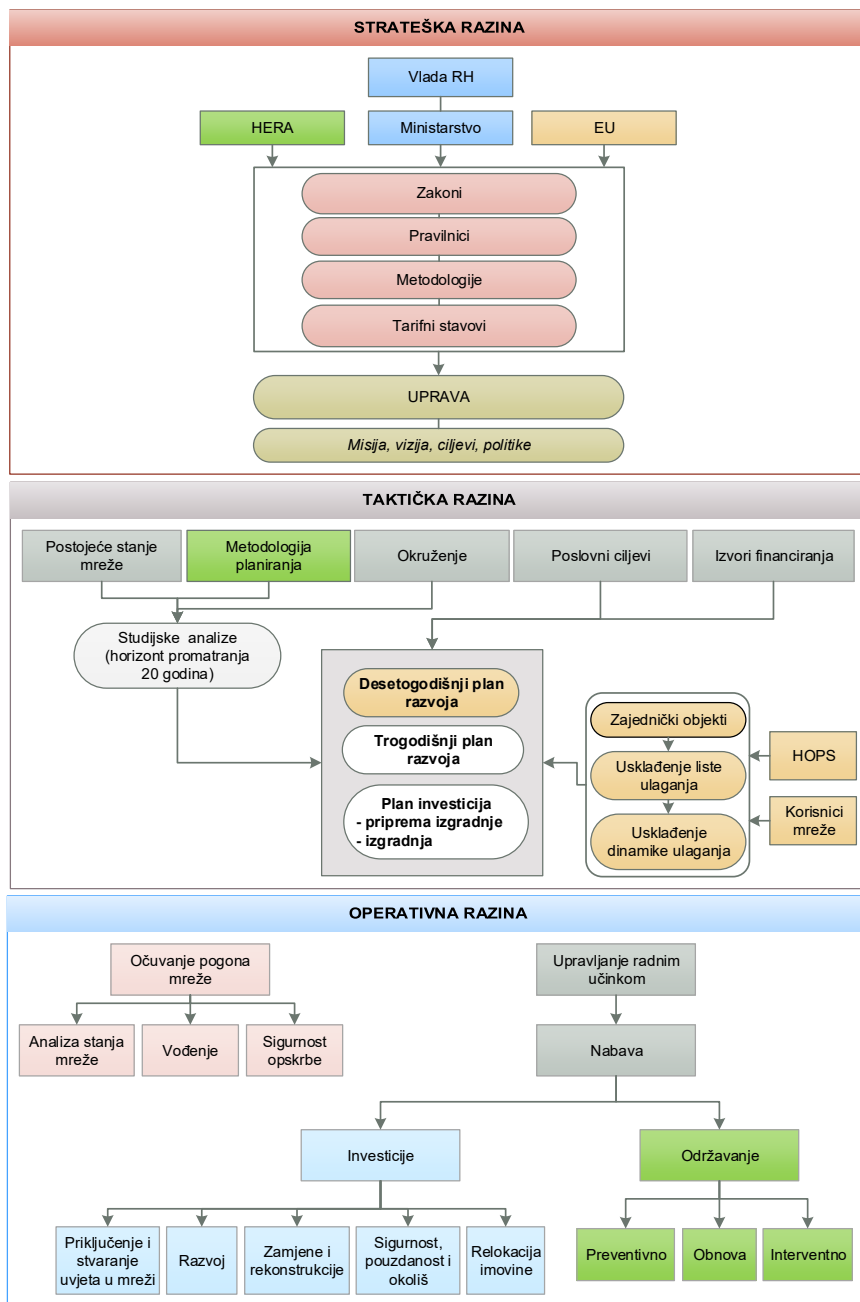 STRATEŠKA RAZINA
Vlada RH
HERA
Ministarstvo
EU
Zakoni
Pravilnici
Metodologije
Tarifni stavovi
UPRAVA
Misija, vizija, ciljevi, politike
TAKTIČKA RAZINA
Postojeće stanje
mreže
Metodologija
planiranja
Okruženje
Poslovni ciljevi
Izvori financiranja
Studijske analize
(horizont promatranja
20 godina)
Desetogodišnji plan
razvoja
Trogodišnji plan
razvoja
Plan investicija
- priprema izgradnje
- izgradnja
Zajednički objekti
Usklađenje liste
ulaganja
Usklađenje
dinamike ulaganja
HOPS
Korisnici
mreže
OPERATIVNA RAZINA
Očuvanje pogona
mreže
Analiza stanja
mreže
Vođenje
Sigurnost
opskrbe
Upravljanje radnim
učinkom
Nabava
Investicije
Održavanje
Priključenje i
stvaranje
uvjeta u mreži
Razvoj
Zamjene i
rekonstrukcije
Sigurnost,
pouzdanost i
okoliš
Relokacija
imovine
Preventivno
Obnova
Interventno